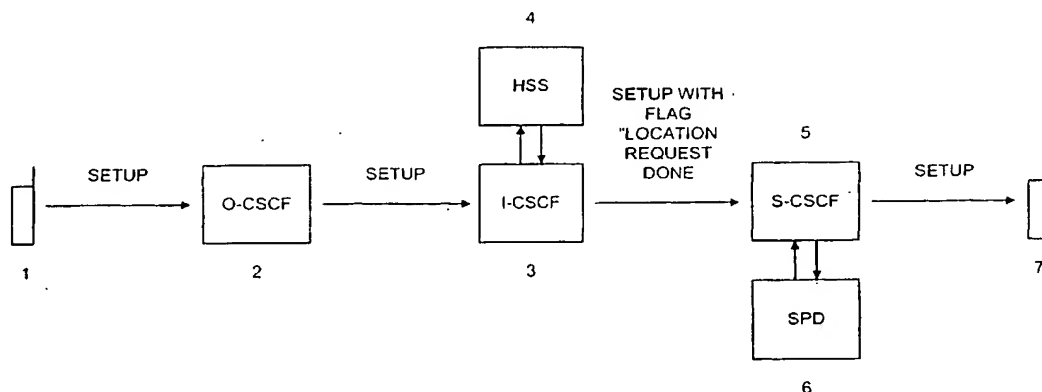 4
HSS
SETUP WITH
FLAG
"LOCATION
REQUEST
DONE
5
SETUP
O-CSCF
SETUP
I-CSCF
S-CSCF
SETUP
1
2
3
7
SPD
6